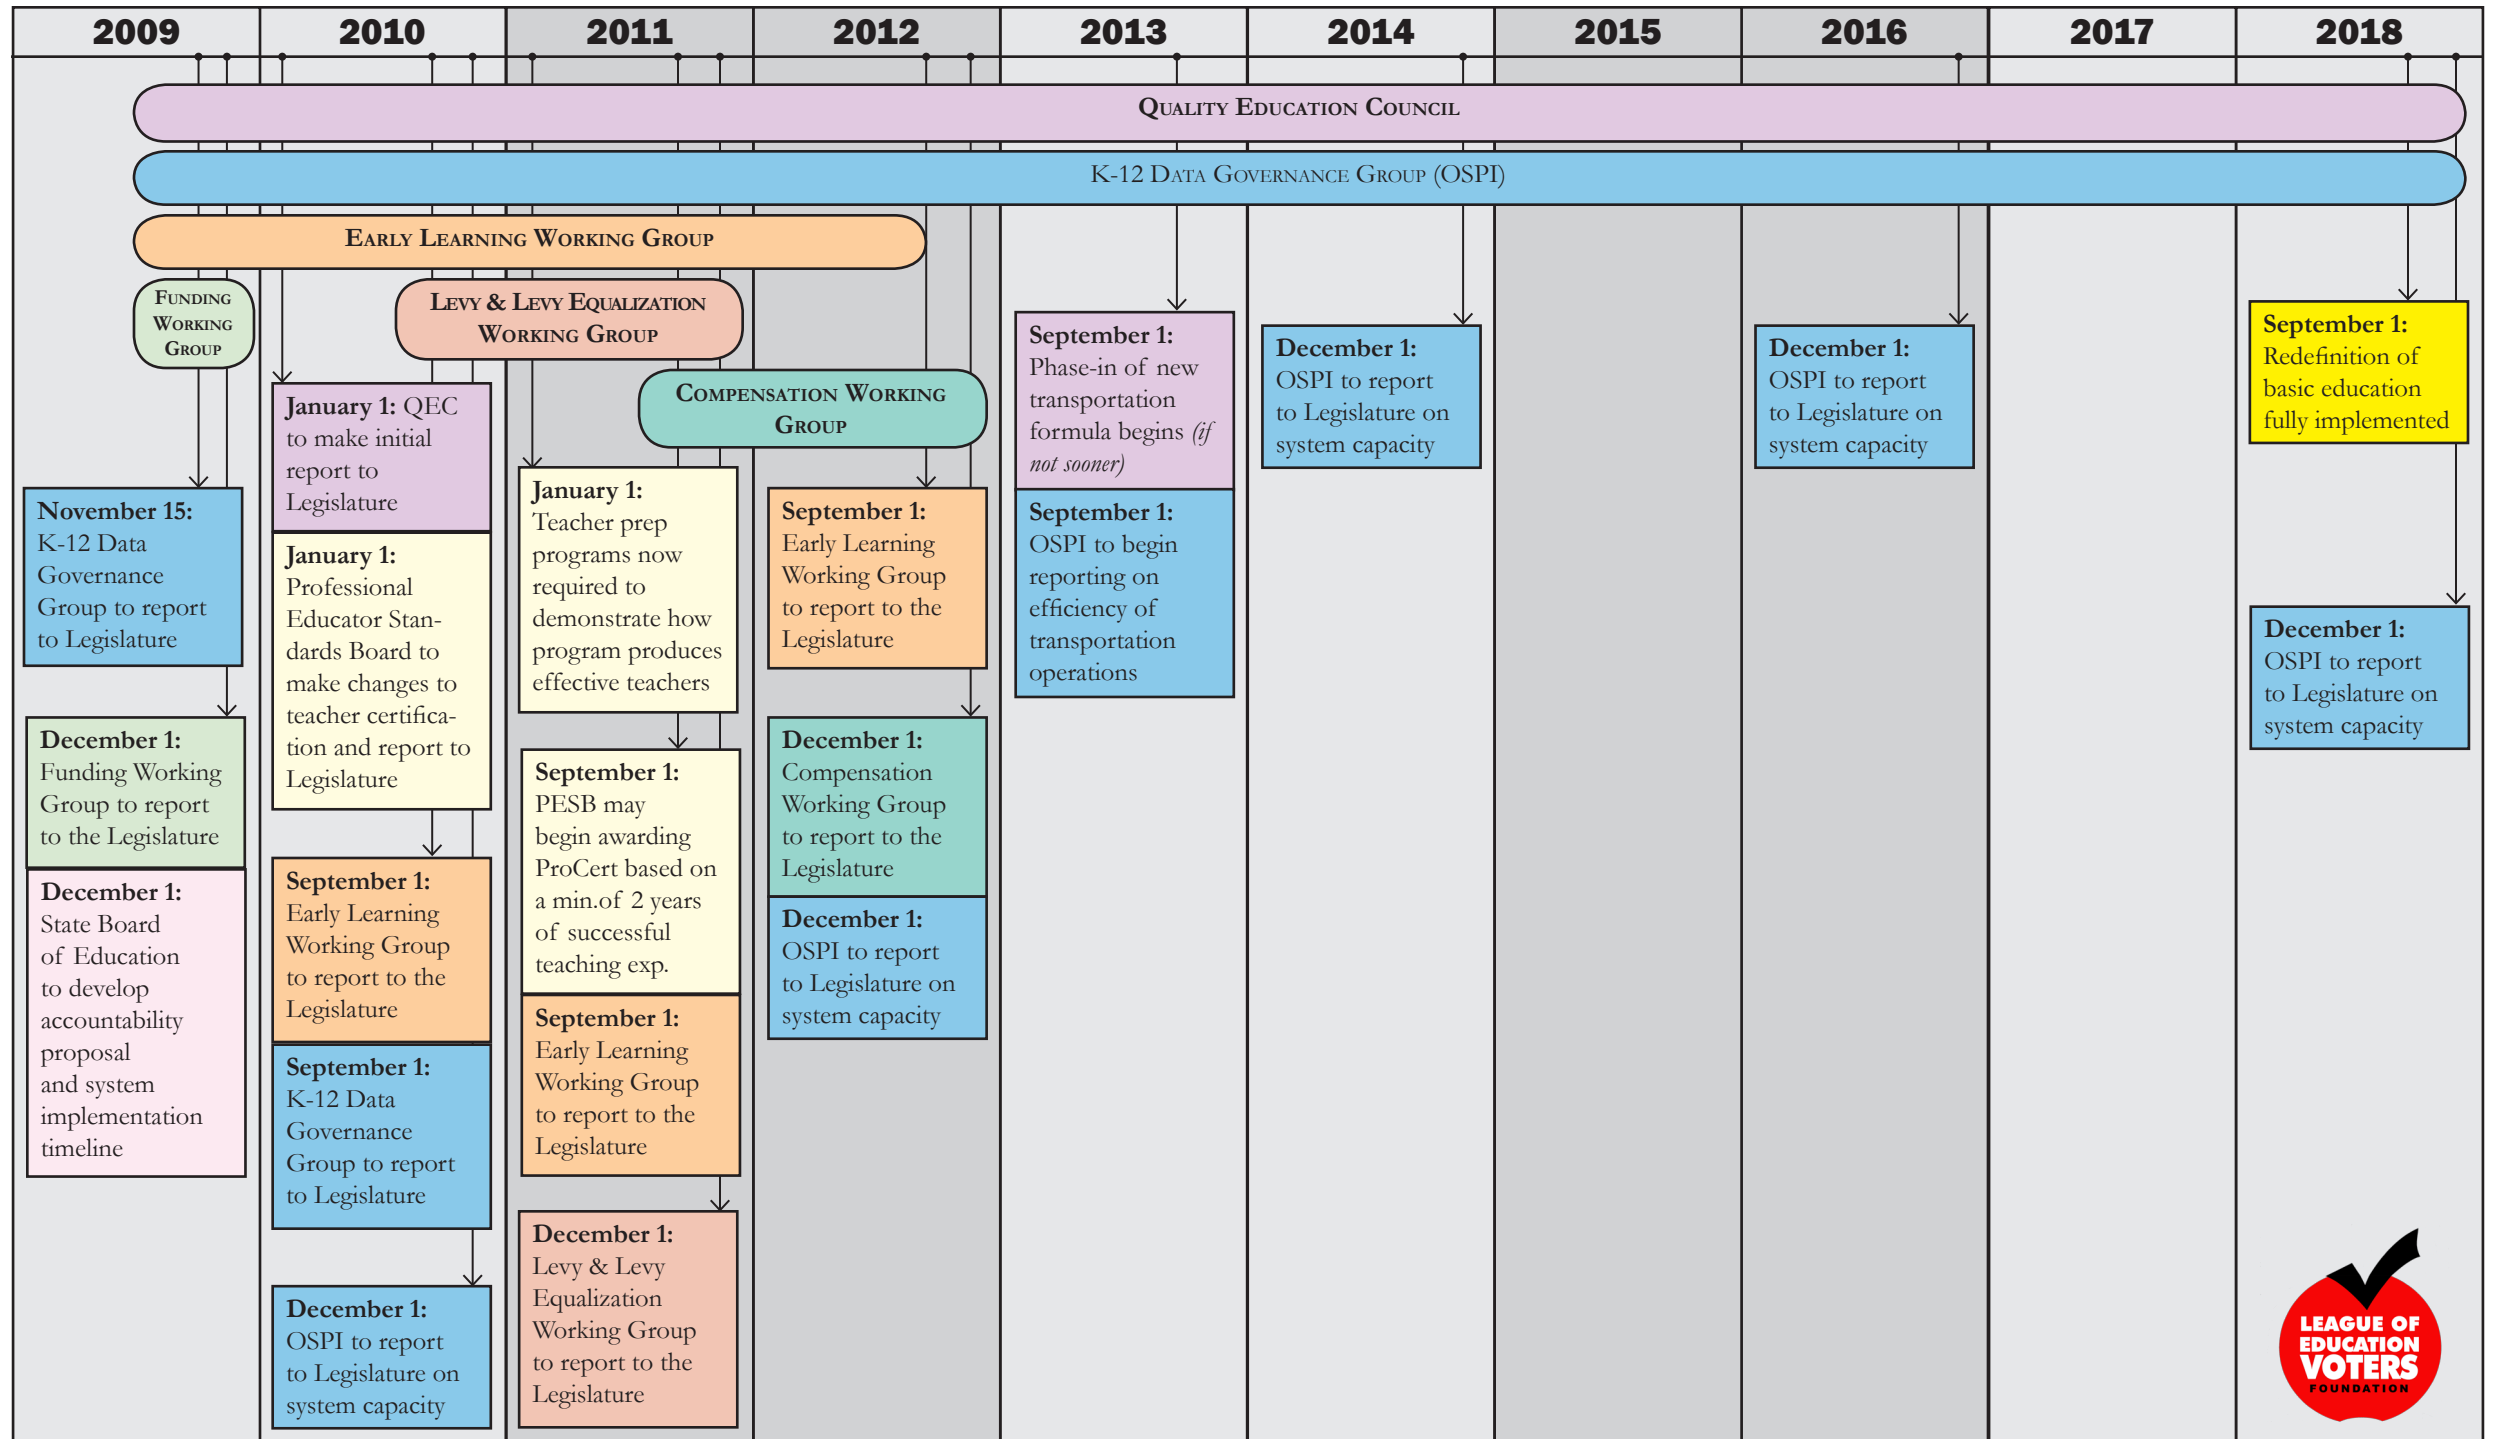 2009
2010
2011
2012
2013
2014
2015
2016
2017
2018
QUALITY EDUCATION COUNCIL
K-12 DATA GOVERNANCE GROUP (OSPI)
EARLY LEARNING WORKING GROUP
FUNDING
WORKING
GROUP
LEVY & LEVY EQUALIZATION
WORKING GROUP
COMPENSATION WORKING
GROUP
November 15:
K-12 Data
Governance
Group to report
to Legislature
December 1:
Funding Working
Group to report
to the Legislature
December 1:
State Board
of Education
to develop
accountability
proposal
and system
implementation
timeline
January 1: QEC
to make initial
report to
Legislature
January 1:
Professional
Educator Stan-
dards Board to
make changes to
teacher certifica-
tion and report to
Legislature
September 1:
Early Learning
Working Group
to report to the
Legislature
September 1:
K-12 Data
Governance
Group to report
to Legislature
December 1:
OSPI to report
to Legislature on
system capacity
January 1:
Teacher prep
programs now
required to
demonstrate how
program produces
effective teachers
September 1:
PESB may
begin awarding
ProCert based on
a min.of 2 years
of successful
teaching exp.
September 1:
Early Learning
Working Group
to report to the
Legislature
December 1:
Levy & Levy
Equalization
Working Group
to report to the
Legislature
September 1:
Early Learning
Working Group
to report to the
Legislature
December 1:
Compensation
Working Group
to report to the
Legislature
December 1:
OSPI to report
to Legislature on
system capacity
September 1:
Phase-in of new
transportation
formula begins (if
not sooner)
September 1:
OSPI to begin
reporting on
efficiency of
transportation
operations
December 1:
OSPI to report
to Legislature on
system capacity
December 1:
OSPI to report
to Legislature on
system capacity
September 1:
Redefinition of
basic education
fully implemented
December 1:
OSPI to report
to Legislature on
system capacity
LEAGUE OF
EDUCATION
VOTERS
FOUNDATION